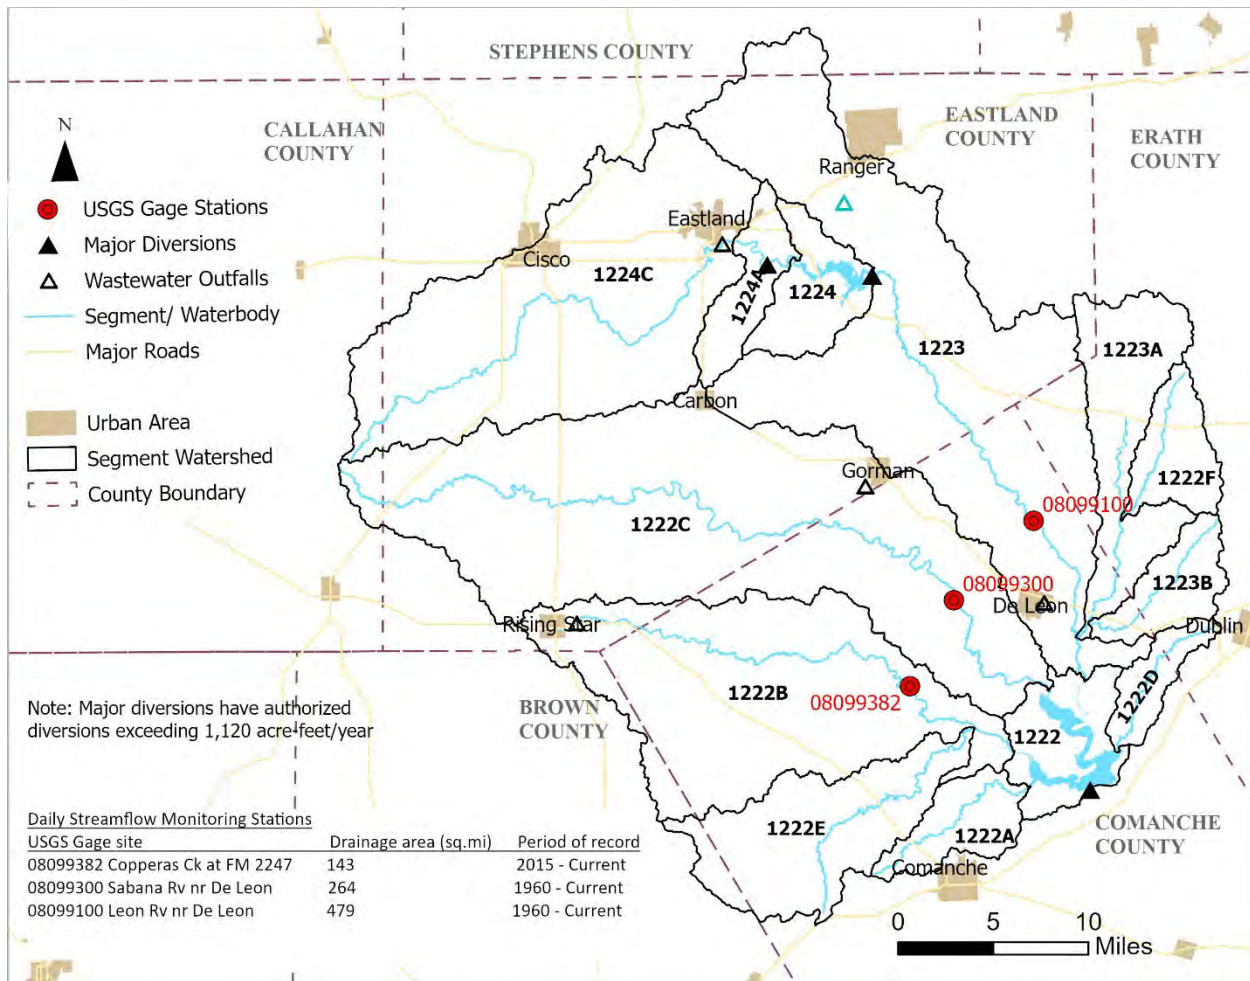 STEPHENS COUNTY
CALLAHAN
COUNTY
EASTLAND
COUNTY
ERATH
COUNTY
N
USGS Gage Stations
Major Diversions
Wastewater Outfalls
Segment/ Waterbody
Major Roads
Urban Area
Segment Watershed
County Boundary
Ranger
Eastland
Cisco
1224C
1224A
1224
1223
1223A
Carbon
Gorman
1222F
08099100
1222C
08099300
De Leon
1223B
Dublin
Rising Star
1222B
08099382
1222D
BROWN
COUNTY
1222
Note: Major diversions have authorized
diversions exceeding 1,120 acre-feet/year
1222E
1222A
Comanche
COMANCHE
COUNTY
Daily Streamflow Monitoring Stations
USGS Gage site Drainage area (sq.mi) Period of record
08099382 Copperas Ck at FM 2247 143 2015 - Current
08099300 Sabana Rv nr De Leon 264 1960 - Current
08099100 Leon Rv nr De Leon 479 1960 - Current
0 5 10
Miles